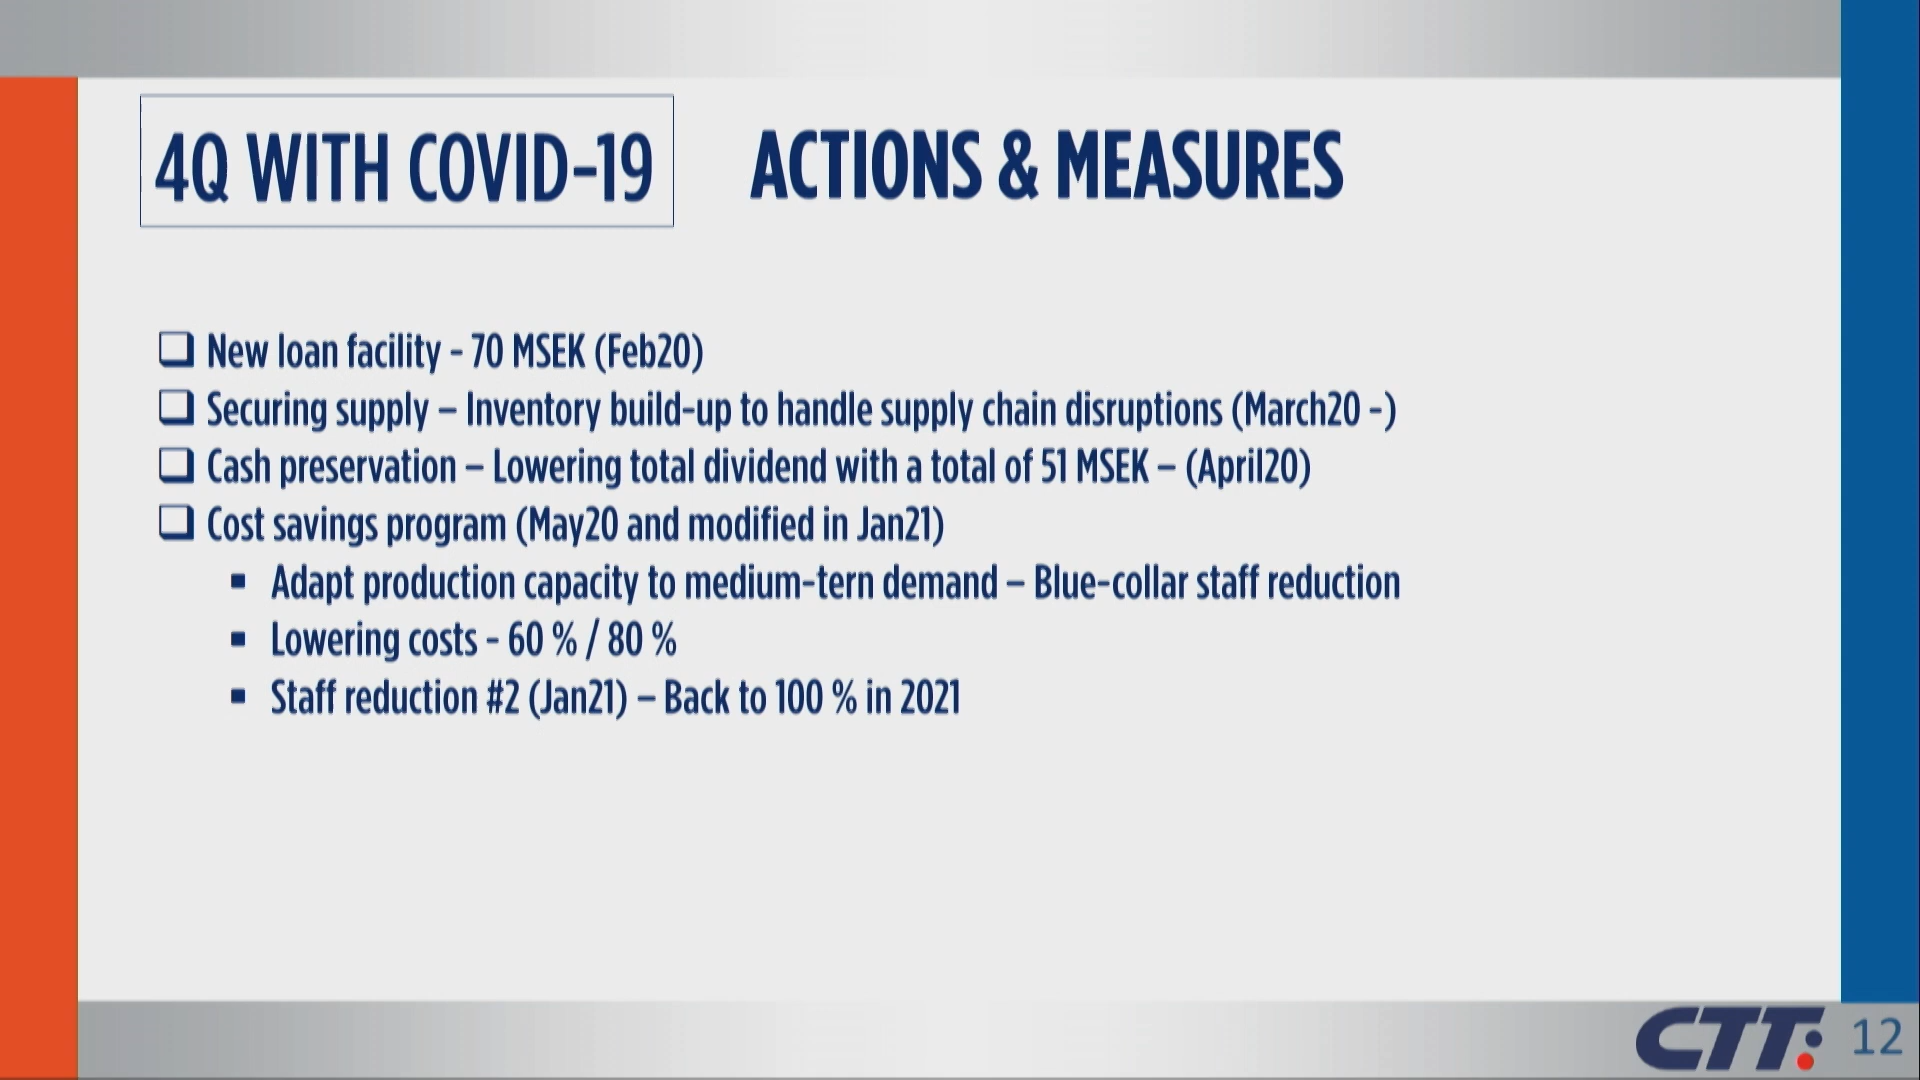 4Q WITH COVID-19
ACTIONS & MEASURES
New loan facility - 70 MSEK (Feb20)
Securing supply – Inventory build-up to handle supply chain disruptions (March20 -)
Cash preservation – Lowering total dividend with a total of 51 MSEK – (April20)
Cost savings program (May20 and modified in Jan21)
Adapt production capacity to medium-tern demand – Blue-collar staff reduction
Lowering costs - 60 % / 80 %
Staff reduction #2 (Jan21) – Back to 100 % in 2021
CTT
12